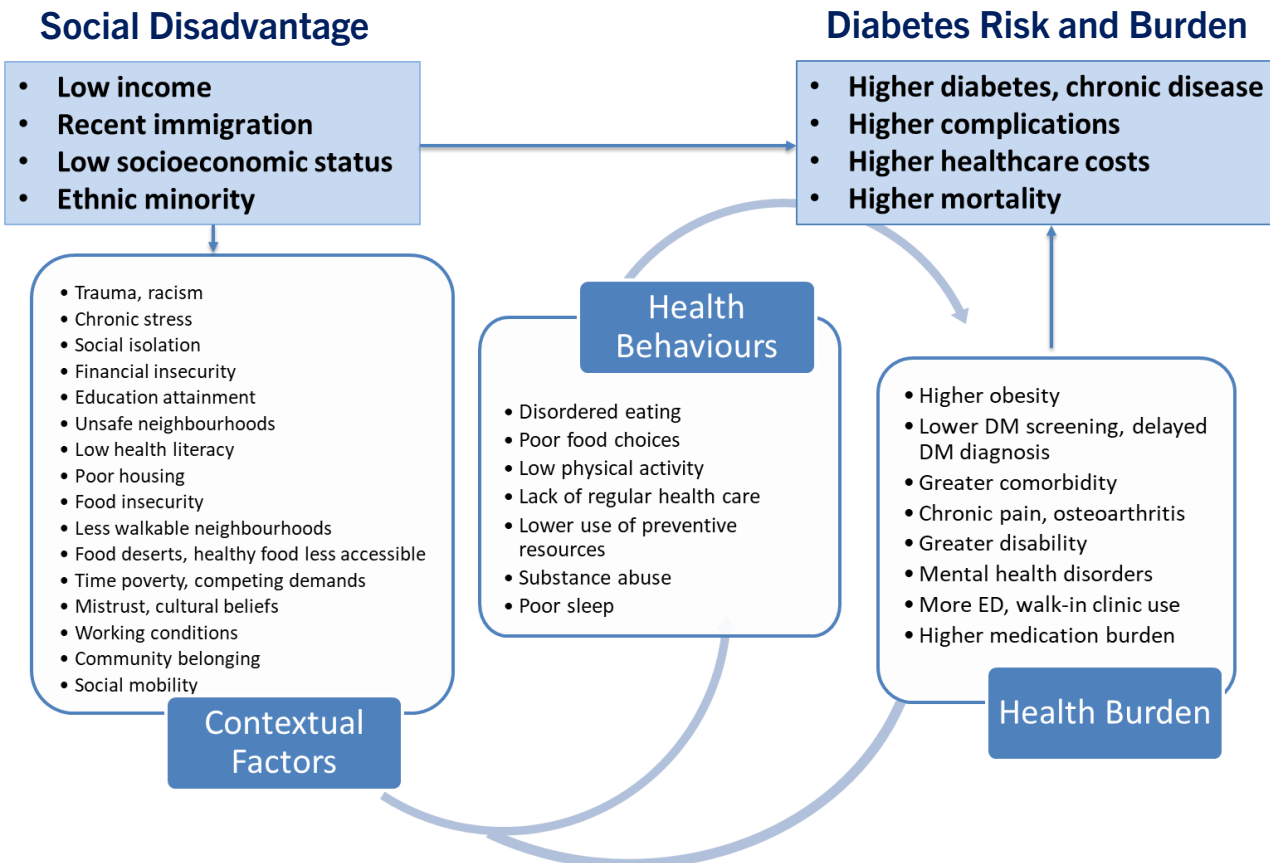 Social Disadvantage
• Low income
• Recent immigration
• Low socioeconomic status
• Ethnic minority
Diabetes Risk and Burden
• Higher diabetes, chronic disease
• Higher complications
• Higher healthcare costs
• Higher mortality
• Trauma, racism
• Chronic stress
• Social isolation
• Financial insecurity
• Education attainment
• Unsafe neighbourhoods
• Low health literacy
• Poor housing
• Food insecurity
• Less walkable neighbourhoods
• Food deserts, healthy food less accessible
• Time poverty, competing demands
• Mistrust, cultural beliefs
• Working conditions
• Community belonging
• Social mobility
Contextual
Factors
Health
Behaviours
• Disordered eating
• Poor food choices
• Low physical activity
• Lack of regular health care
• Lower use of preventive
resources
• Substance abuse
• Poor sleep
• Higher obesity
• Lower DM screening, delayed
DM diagnosis
• Greater comorbidity
• Chronic pain, osteoarthritis
• Greater disability
• Mental health disorders
• More ED, walk-in clinic use
• Higher medication burden
Health Burden